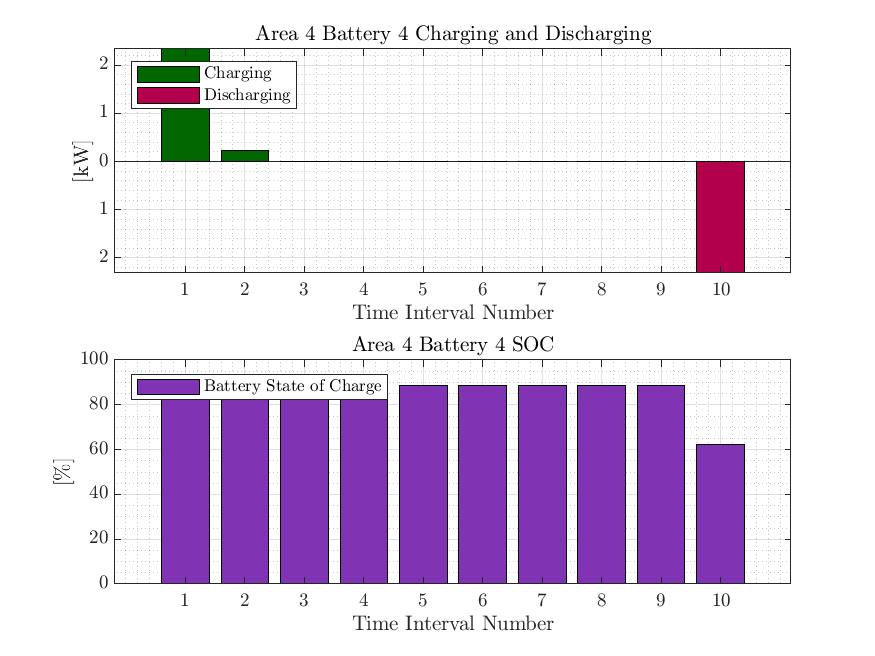 Area 4 Battery 4 Charging and Discharging
2
1
0
1
2
[kW]
Charging
Discharging
1 2 3 4 5 6 7 8 9 10
Time Interval Number
Area 4 Battery 4 SOC
100
80
60
40
20
0
[%]
Battery State of Charge
1 2 3 4 5 6 7 8 9 10
Time Interval Number